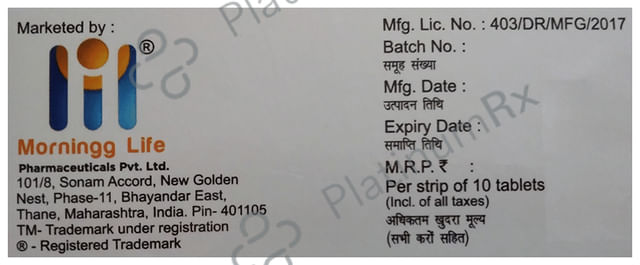 Marketed by :
®
Morningg Life
Pharmaceuticals Pvt. Ltd.
101/8, Sonam Accord, New Golden
Nest, Phase-11, Bhayandar East,
Thane, Maharashtra, India. Pin- 401105
TM- Trademark under registration
® - Registered Trademark
Mfg. Lic. No. : 403/DR/MFG/2017
Batch No. :
समूह संख्या
Mfg. Date :
उत्पादन तिथि
Expiry Date :
समाप्ति तिथि
M.R.P. ₹ :
Per strip of 10 tablets
(Incl. of all taxes)
अधिकतम खुदरा मूल्य
(सभी करों सहित)
PlatinumRx